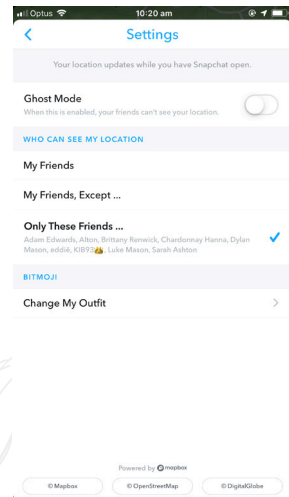 Optus 10:20 am
Settings
Your location updates while you have Snapchat open.
Ghost Mode
When this is enabled, your friends can't see your location.
WHO CAN SEE MY LOCATION
My Friends
My Friends, Except ...
Only These Friends ...
Adam Edwards, Alton, Brittany Renwick, Chardonnay Hanna, Dylan
Mason, eddiê, KIB92👪, Luke Mason, Sarah Ashton
BITMOJI
Change My Outfit
Powered by mapbox
© Mapbox © OpenStreetMap © DigitalGlobe